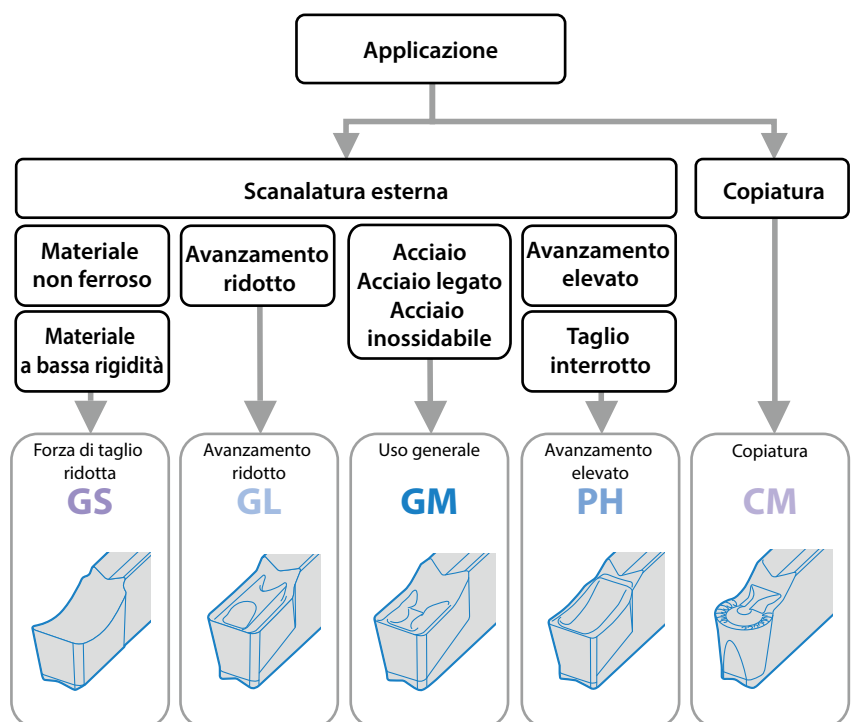 Applicazione
Scanalatura esterna
Copiatura
Materiale
non ferroso
Avanzamento
ridotto
Acciaio
Acciaio legato
Acciaio
inossidabile
Avanzamento
elevato
Materiale
a bassa rigidità
Taglio
interrotto
Forza di taglio
ridotta
GS
Avanzamento
ridotto
GL
Uso generale
GM
Avanzamento
elevato
PH
Copiatura
CM